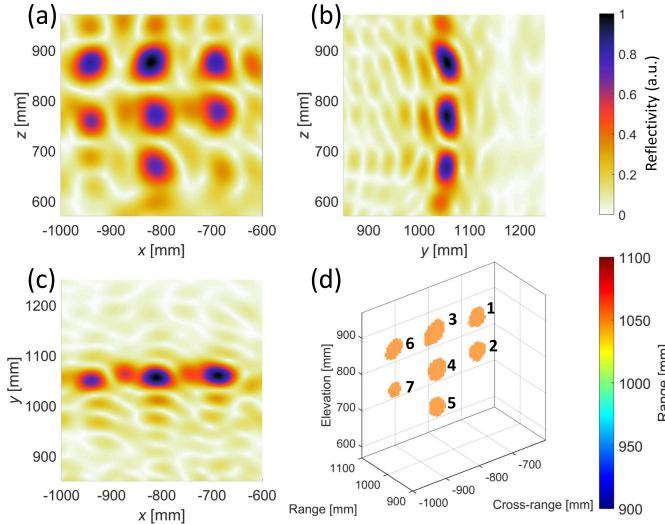 (a)
900
800
700
600
z [mm]
-1000 -900 -800 -700 -600
x [mm]
(b)
900
800
700
600
z [mm]
900 1000 1100 1200
y [mm]
1
0.8
0.6
0.4
0.2
0
Reflectivity (a.u.)
(c)
1200
1100
1000
900
y [mm]
-1000 -900 -800 -700 -600
x [mm]
(d)
1
3
6
2
4
7
5
900
800
700
600
Elevation [mm]
1100
1000
900
Range [mm]
-1000
-900
-800
-700
Cross-range [mm]
1100
1050
1000
950
900
Range [mm]